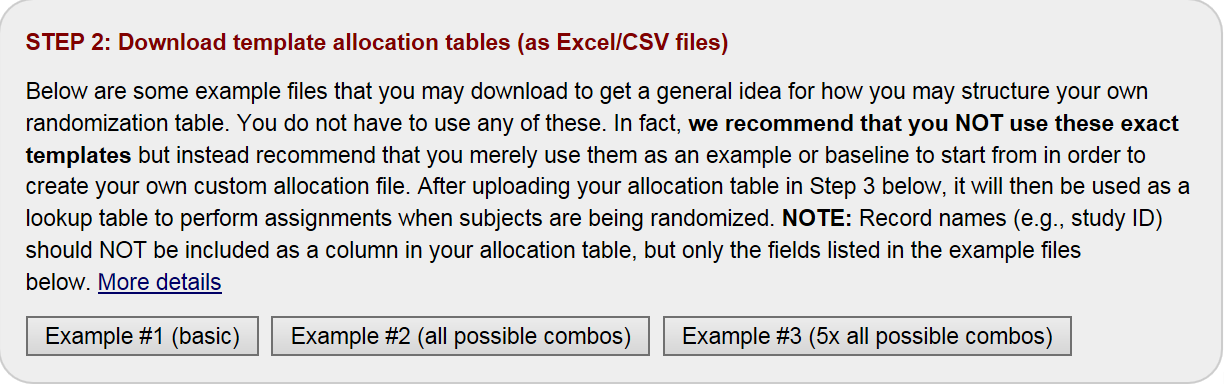 STEP 2: Download template allocation tables (as Excel/CSV files)
Below are some example files that you may download to get a general idea for how you may structure your own
randomization table. You do not have to use any of these. In fact, we recommend that you NOT use these exact
templates but instead recommend that you merely use them as an example or baseline to start from in order to
create your own custom allocation file. After uploading your allocation table in Step 3 below, it will then be used as a
lookup table to perform assignments when subjects are being randomized. NOTE: Record names (e.g., study ID)
should NOT be included as a column in your allocation table, but only the fields listed in the example files
below. More details
Example #1 (basic) Example #2 (all possible combos) Example #3 (5x all possible combos)